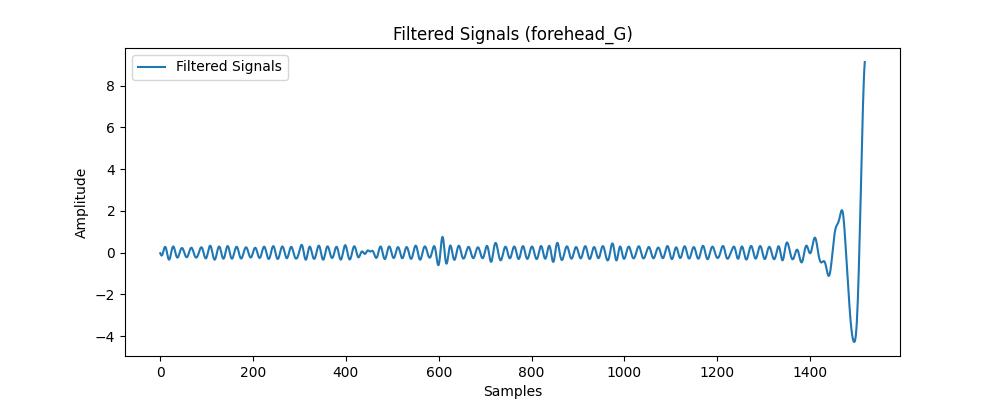 Filtered Signals (forehead_G)
Filtered Signals
8
6
4
2
0
−2
−4
Amplitude
0 200 400 600 800 1000 1200 1400
Samples